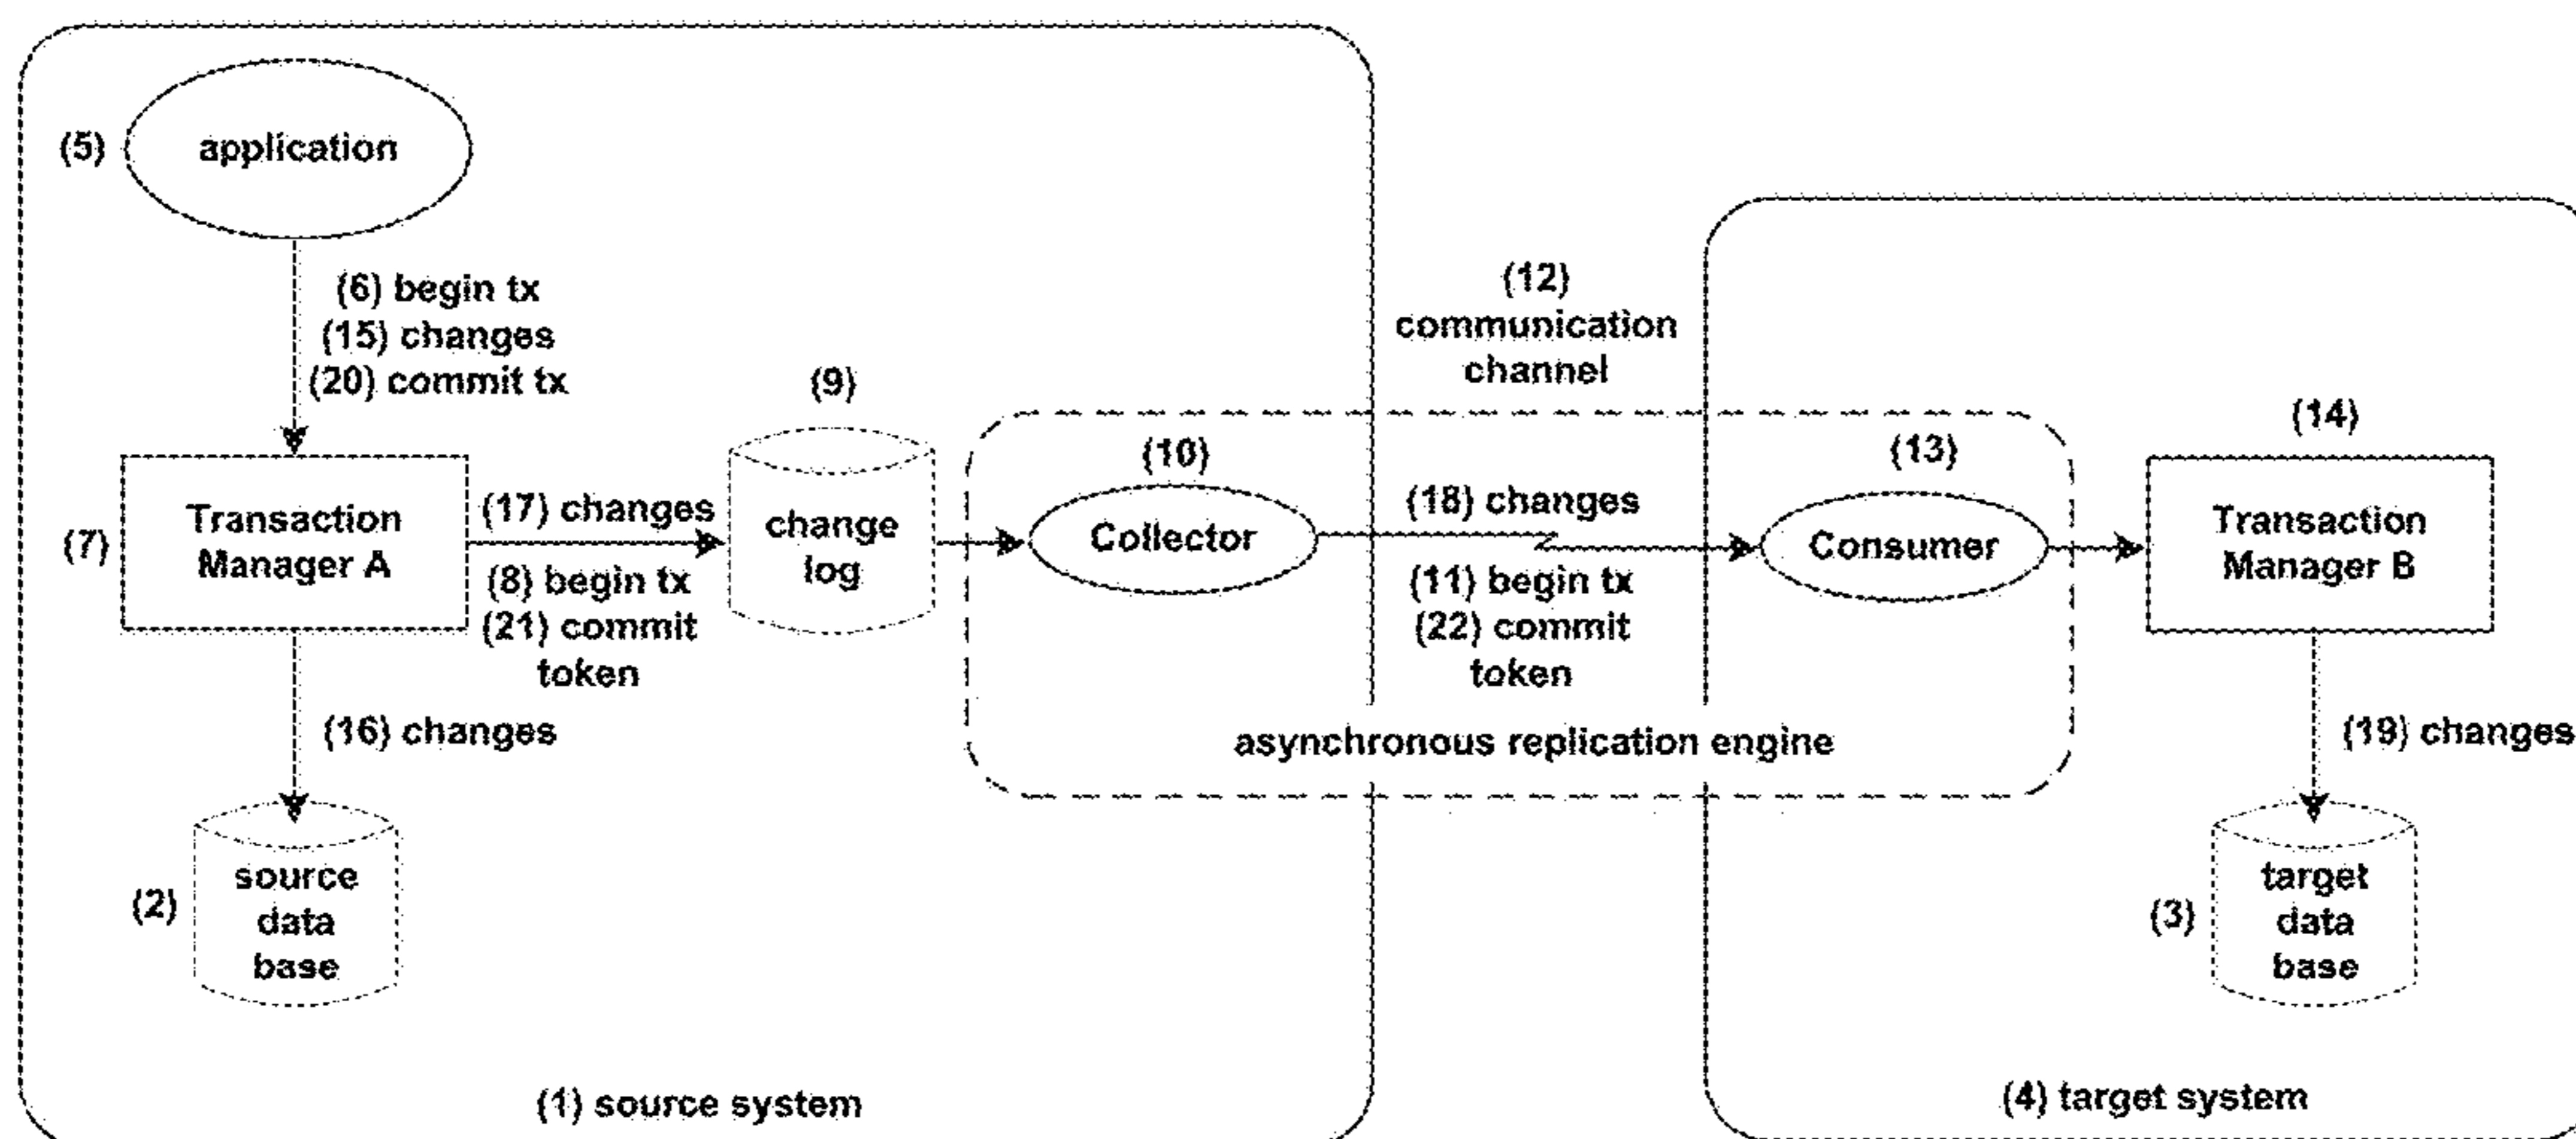 (5)
application
(6) begin tx
(15) changes
(20) commit tx
(7)
Transaction
Manager A
(17) changes
(8) begin tx
(21) commit
token
(9)
change
log
(16) changes
(2)
source
data
base
(10)
Collector
(12)
communication
channel
(18) changes
(11) begin tx
(22) commit
token
(13)
Consumer
asynchronous replication engine
(14)
Transaction
Manager B
(19) changes
(3)
target
data
base
(1) source system
(4) target system